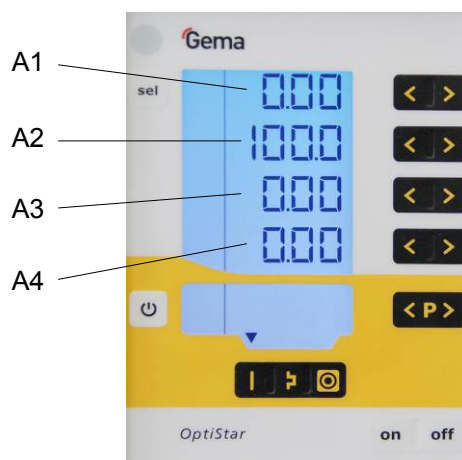 Gema
A1
0.00
sel
A2
100.0
A3
0.00
A4
0.00
< P >
OptiStar
on off